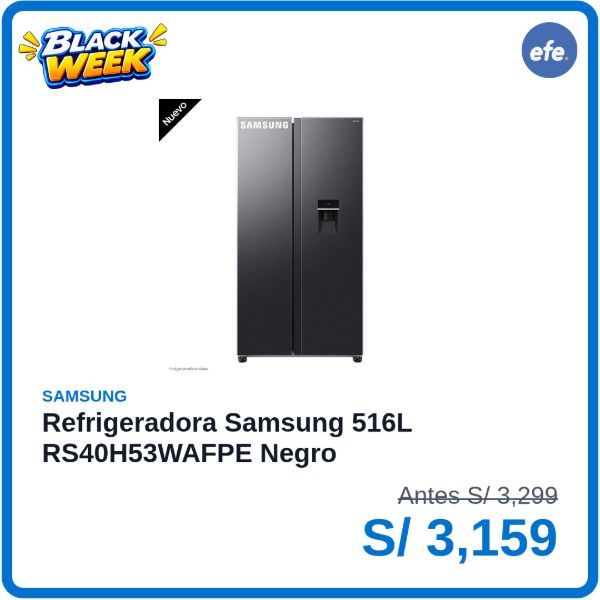 BLACK
WEEK
efe.
Nuevo
SAMSUNG
SAMSUNG
Refrigeradora Samsung 516L
RS40H53WAFPE Negro
Antes S/ 3,299
S/ 3,159